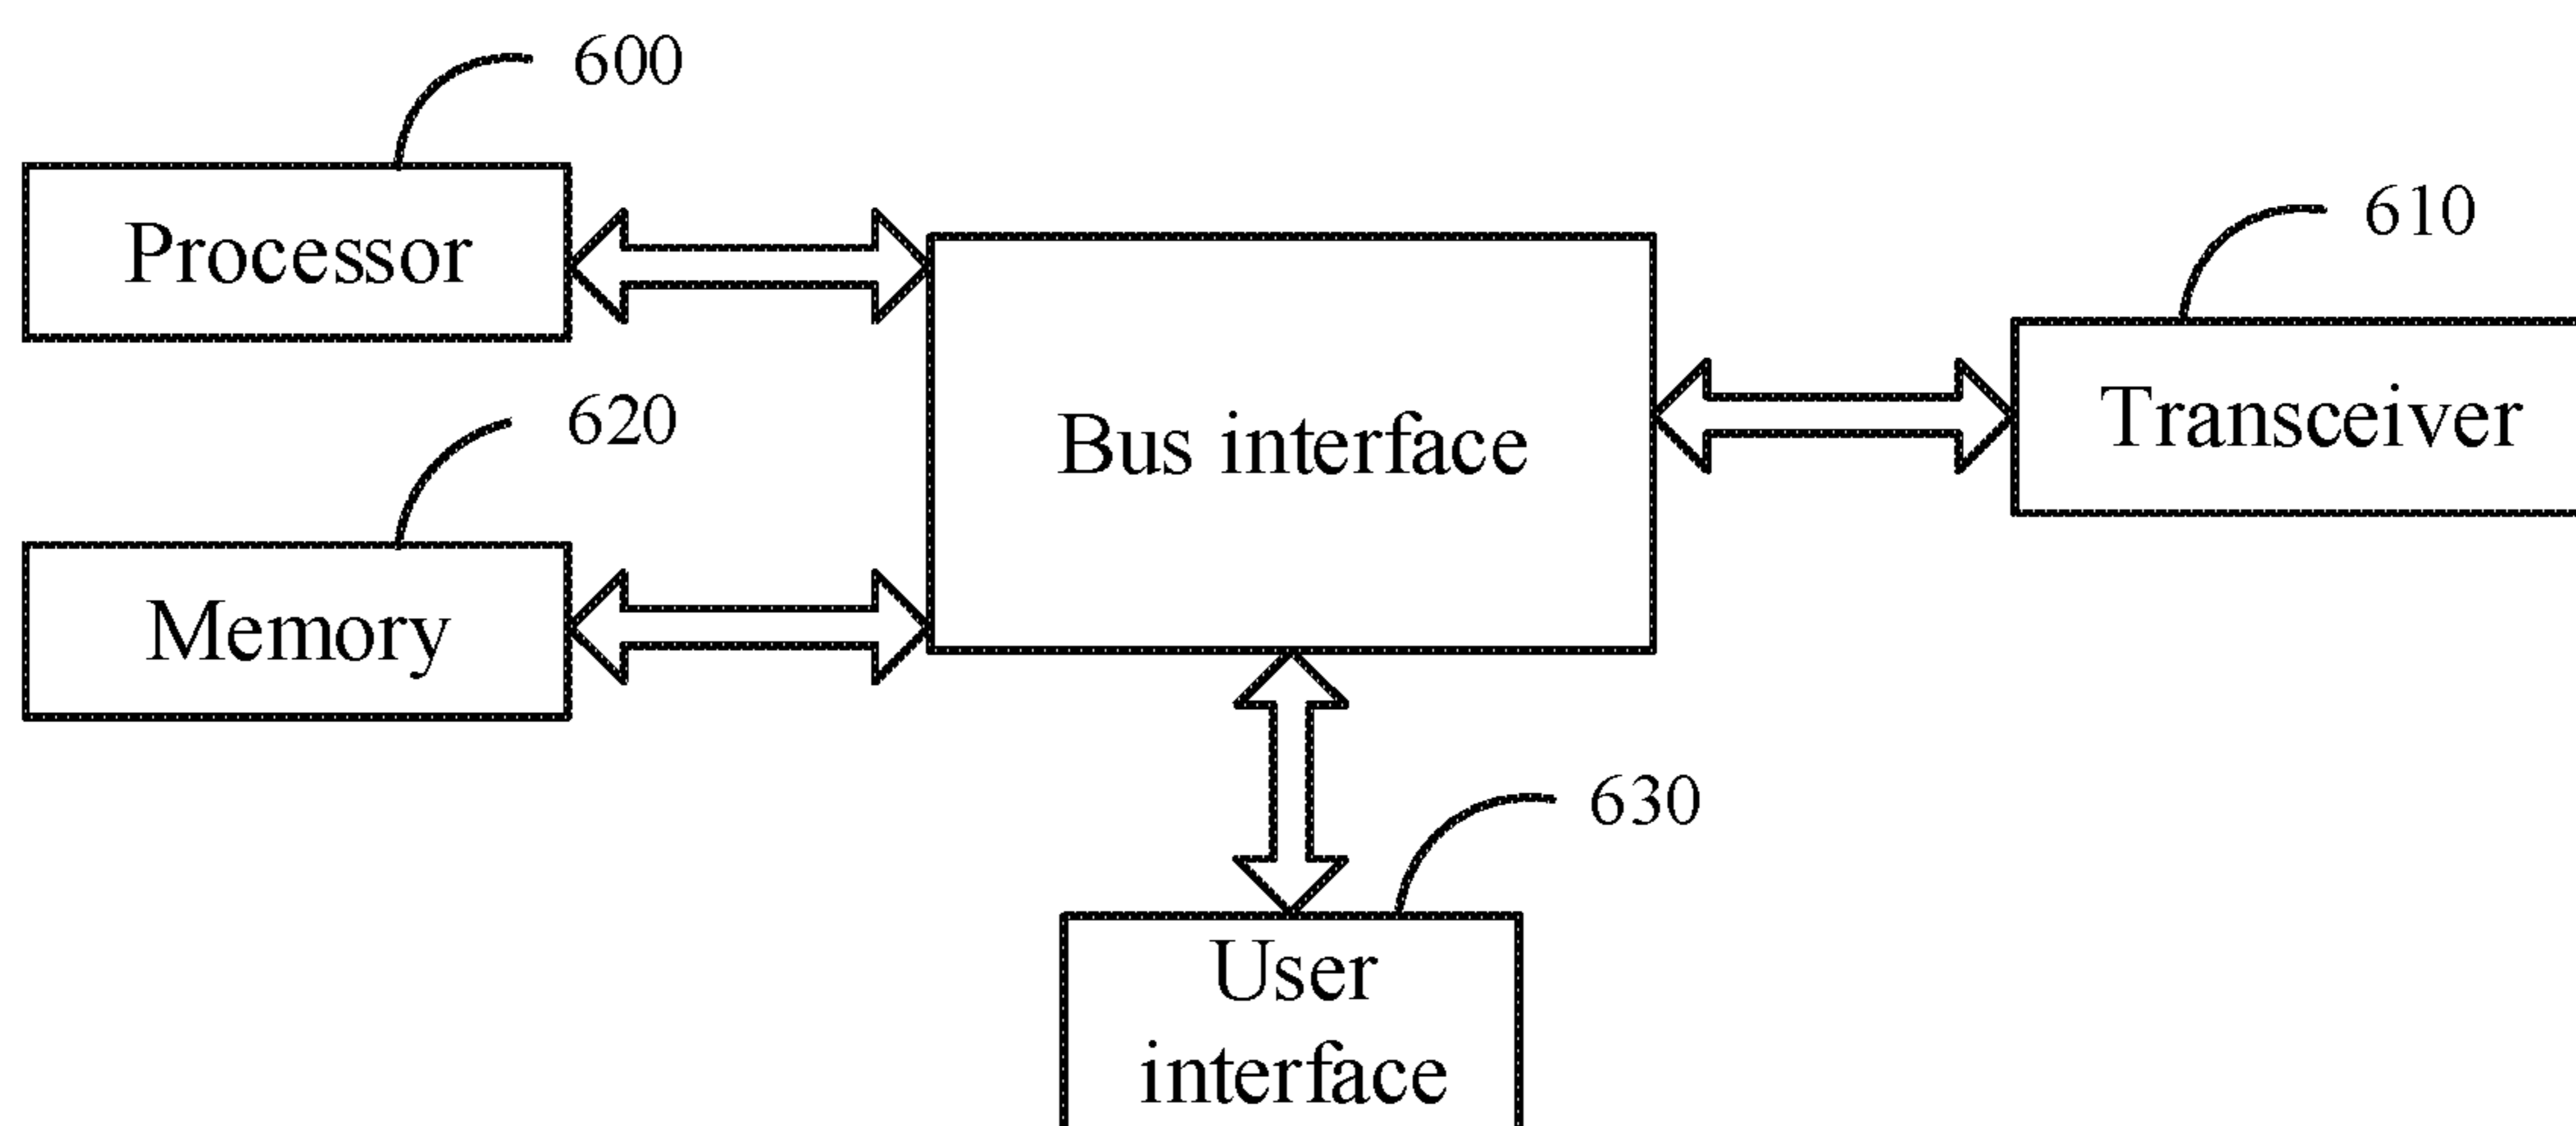 600
Processor
610
620
Bus interface
Transceiver
Memory
630
User
interface